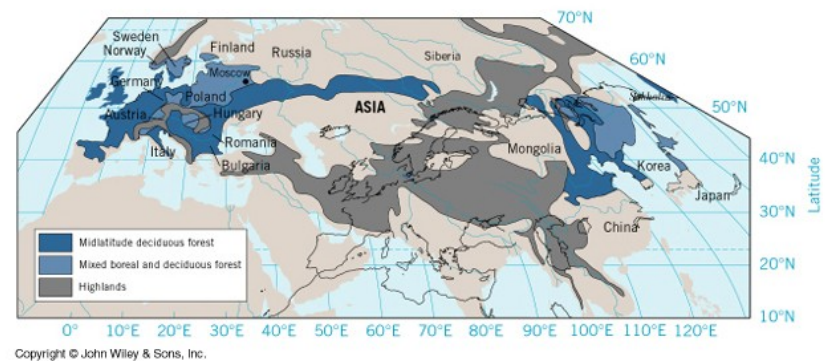 70°N
Sweden
Norway
Finland
Russia
Siberia
60°N
Moscow
Germany
Poland
ASIA
50°N
Austria
Hungary
Romania
Mongolia
Italy
Bulgaria
Korea
40°N
Japan
Latitude
30°N
China
Midlatitude deciduous forest
Mixed boreal and deciduous forest
Highlands
20°N
10°N
0° 10°E 20°E 30°E 40°E 50°E 60°E 70°E 80°E 90°E 100°E 110°E 120°E
Copyright © John Wiley & Sons, Inc.